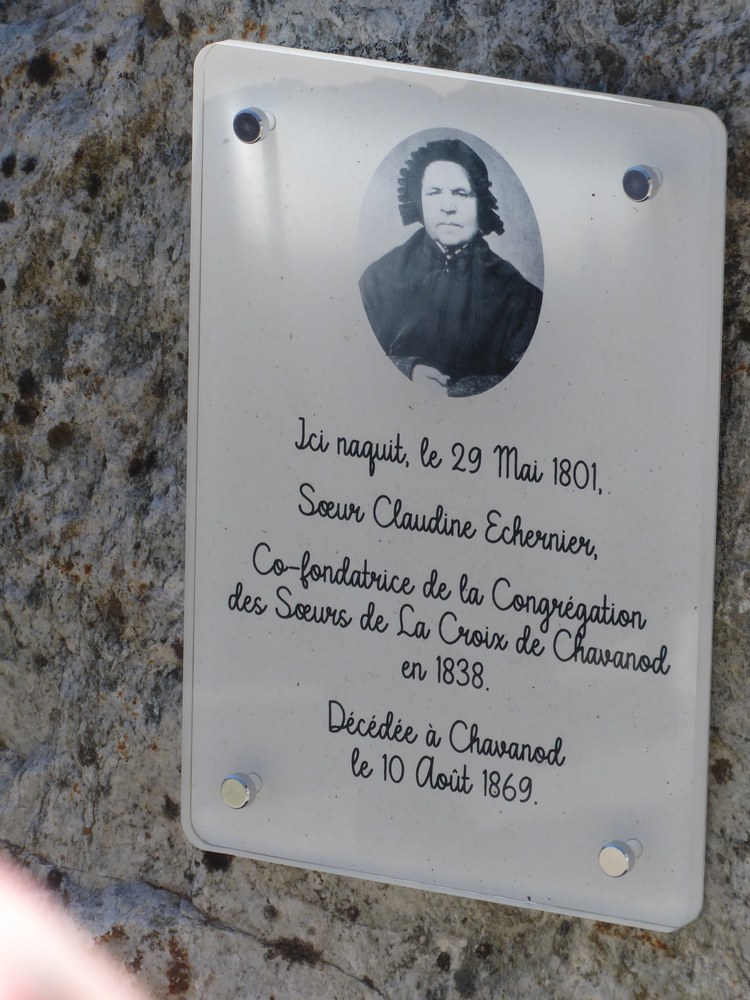 Ici naquit, le 29 Mai 1801,
Sœur Claudine Echernier,
Co-fondatrice de la Congrégation
des Sœurs de La Croix de Chavanod
en 1838.
Décédée à Chavanod
le 10 Août 1869.